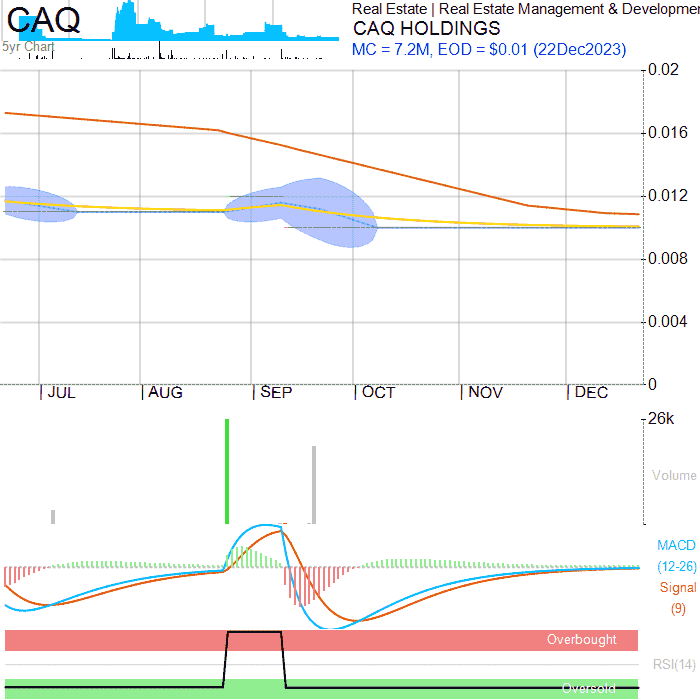 CAQ
5yr Chart
Real Estate | Real Estate Management & Developmen
CAQ HOLDINGS
MC = 7.2M, EOD = $0.01 (22Dec2023)
0.02
0.016
0.012
0.008
0.004
0
JUL
AUG
SEP
OCT
NOV
DEC
26k
Volume
MACD
(12-26)
Signal
(9)
Overbought
RSI(14)
Oversold